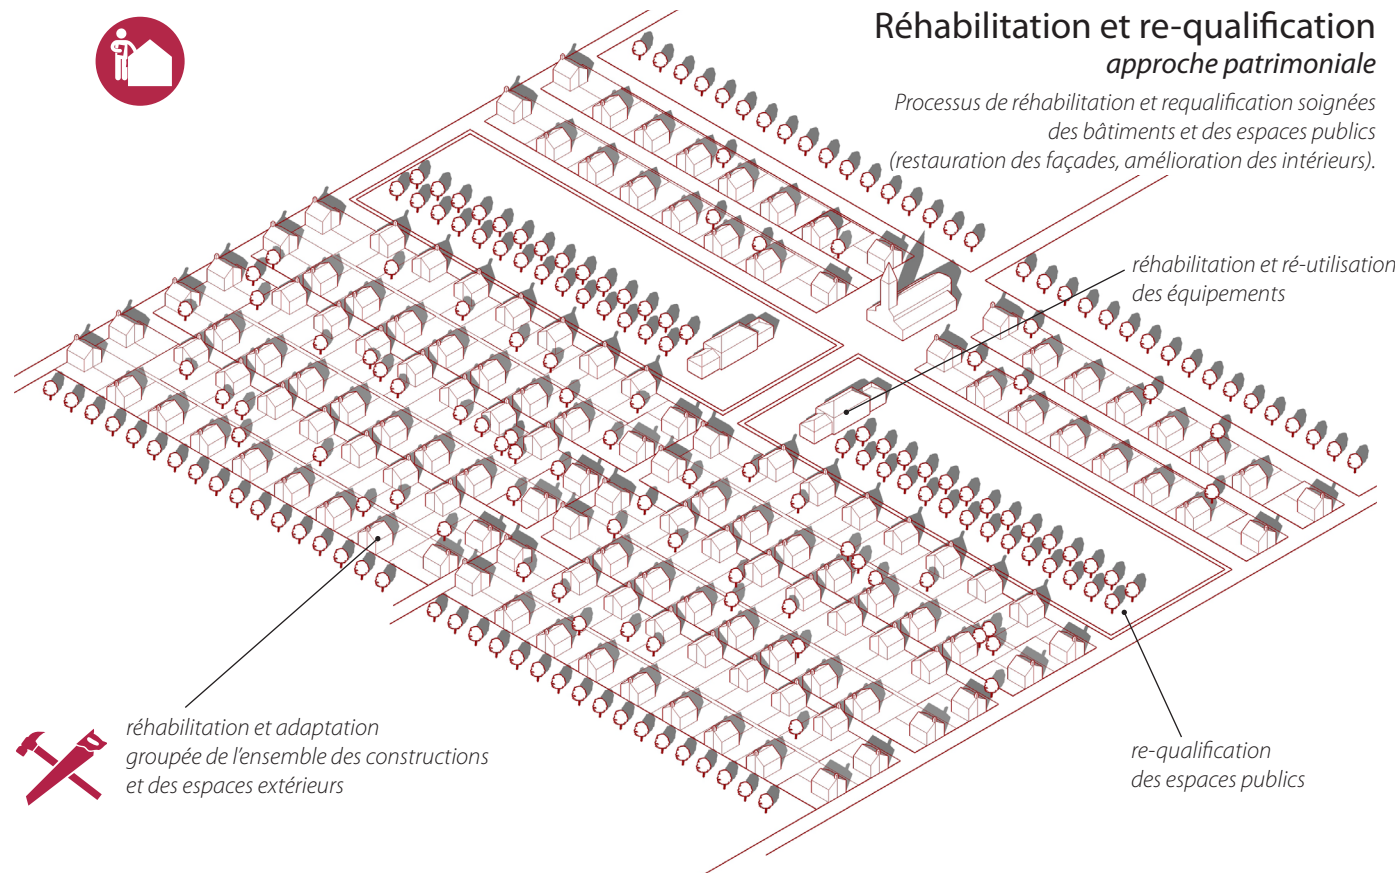 Réhabilitation et re-qualification
approche patrimoniale
Processus de réhabilitation et requalification soignées
des bâtiments et des espaces publics
(restauration des façades, amélioration des intérieurs).
réhabilitation et ré-utilisation
des équipements
réhabilitation et adaptation
groupée de l'ensemble des constructions
et des espaces extérieurs
re-qualification
des espaces publics